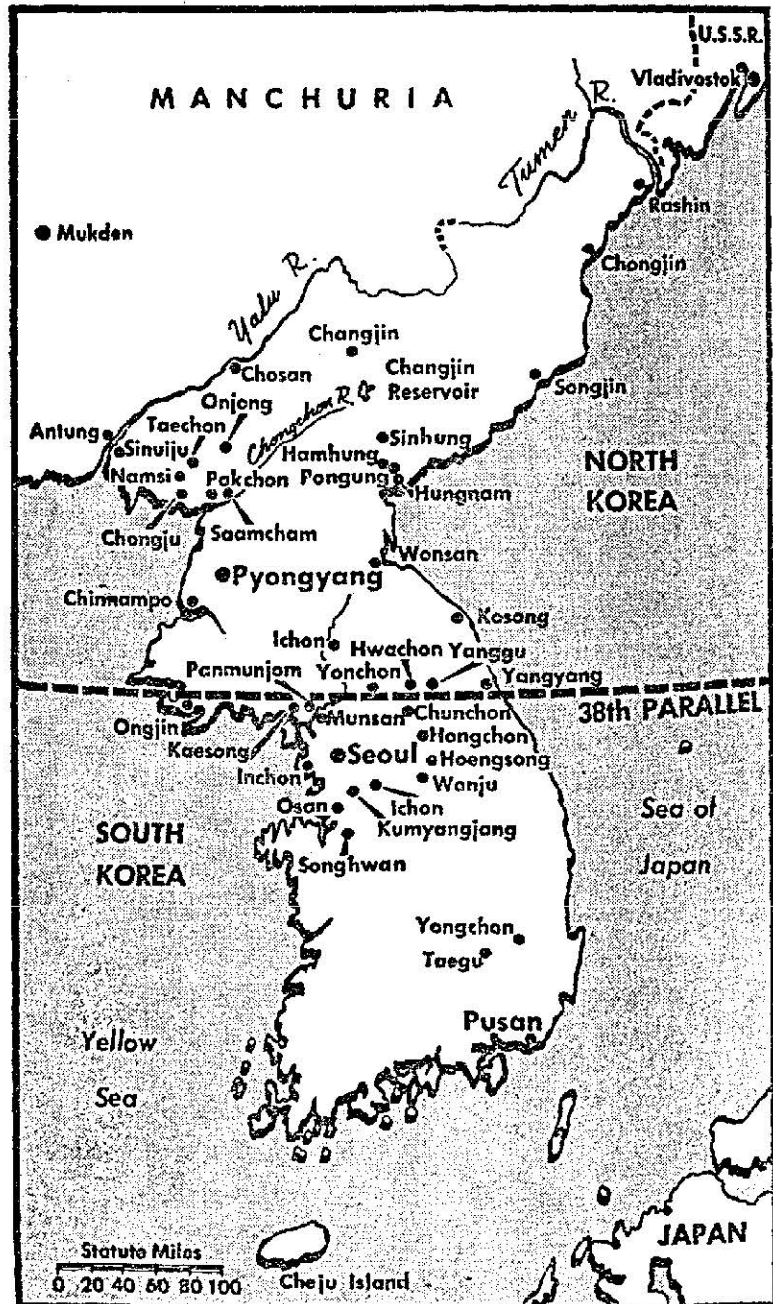 U.S.S.R.
MANCHURIA
Vladivostok
Tumen R.
Rashin
Mukden
Chongjin
Yalu R.
Changjin
Chosan
Changjin
Reservoir
Songjin
Onjong
Chongchon R.
Taechon
Antung
Sinuiju
Sinhung
Hamhung
Namsi
Pakchon
Pongung
Hungnam
NORTH
KOREA
Chongju
Saamcham
Wonsan
Pyongyang
Chinnampo
Kosong
Ichon
Hwachon
Yanggu
Panmunjom
Yonchon
Yangyang
38th PARALLEL
Ongjin
Munsan
Chunchon
Kaesong
Hongchon
Seoul
Hoengsong
Inchon
Wanju
Osan
Ichon
Kumyangjang
Sea of
Japan
SOUTH
KOREA
Songhwan
Yongchon
Taegu
Pusan
Yellow
Sea
JAPAN
Statute Miles
0 20 40 60 80 100
Cheju Island